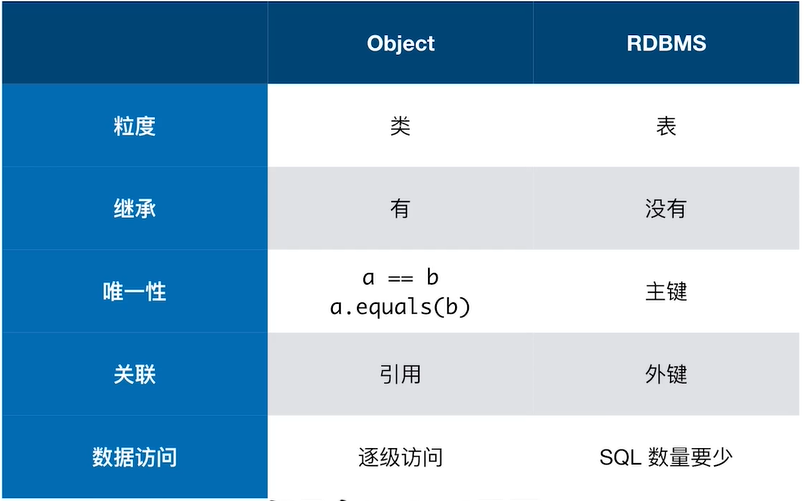 Object RDBMS
粒度 类 表
继承 有 没有
唯一性 a == b a.equals(b) 主键
关联 引用 外键
数据访问 逐级访问 SQL 数量要少